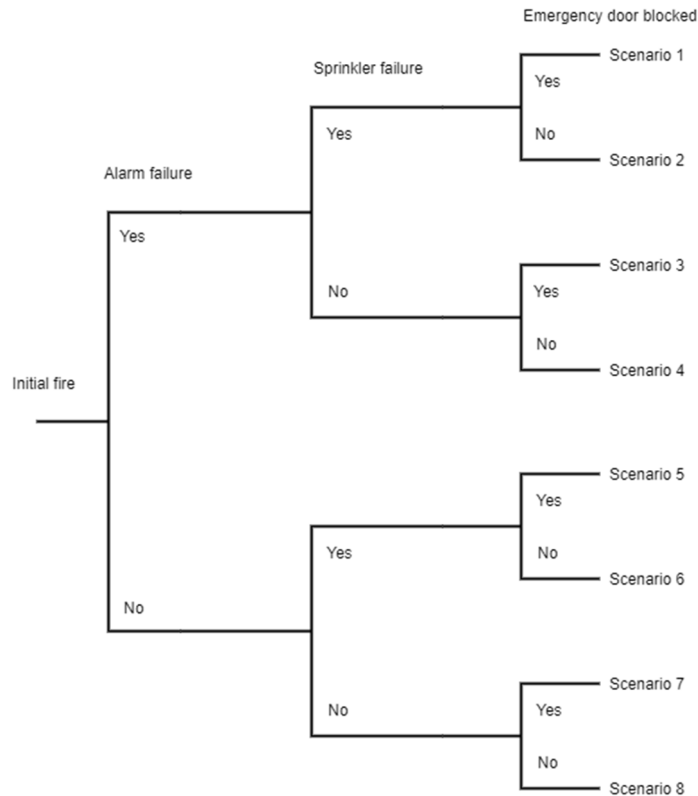 Emergency door blocked
Scenario 1
Sprinkler failure
Yes
Yes
No
Scenario 2
Alarm failure
Yes
Scenario 3
No
Yes
No
Scenario 4
Initial fire
Scenario 5
Yes
Yes
No
Scenario 6
No
Scenario 7
No
Yes
No
Scenario 8